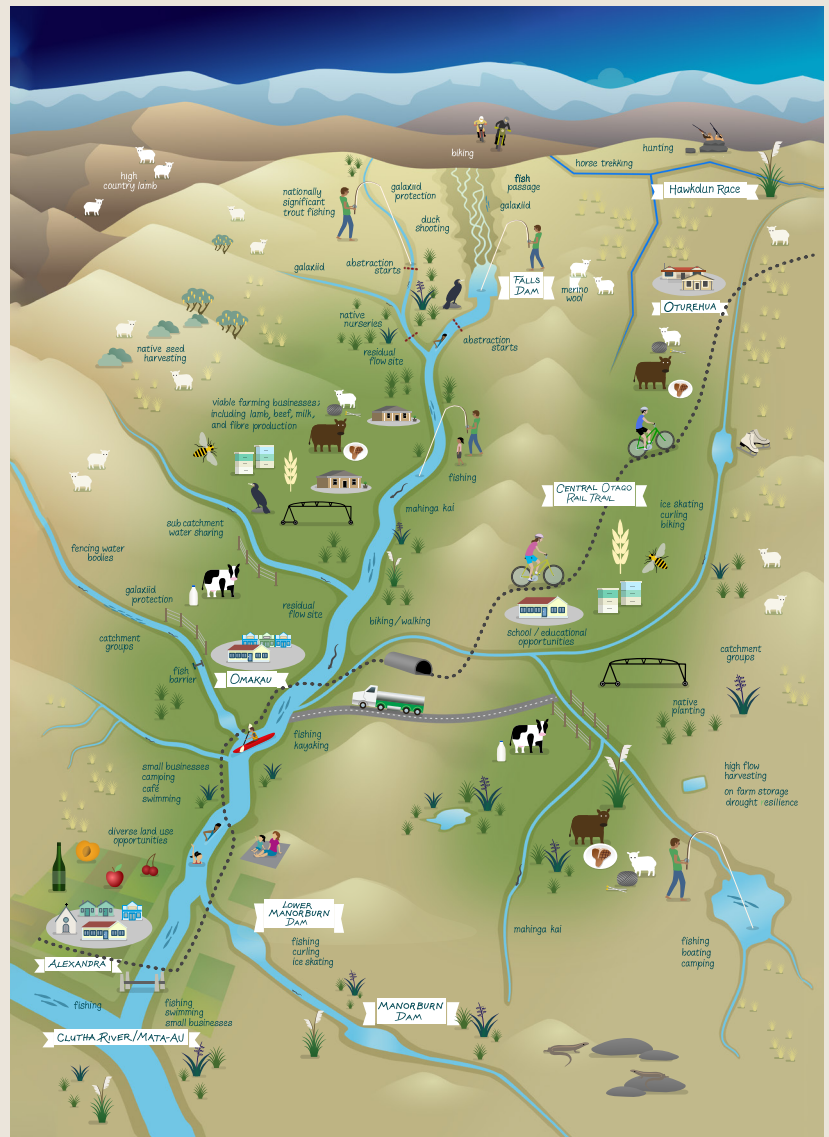 biking
hunting
horse trekking
high
country lamb
Hawkdun Race
nationally
significant
trout fishing
galaxiid
protection
fish
passage
galaxiid
duck
shooting
galaxiid
abstraction
starts
Falls
Dam
merino
wool
Oturehua
native
nurseries
residual
flow site
abstraction
starts
native seed
harvesting
viable farming businesses;
including lamb, beef, milk,
and fibre production
fishing
Central Otago
Rail Trail
ice skating
curling
biking
mahinga kai
sub catchment
water sharing
fencing water
bodies
galaxiid
protection
residual
flow site
biking/walking
school / educational
opportunities
catchment
groups
catchment
groups
fish
barrier
Omakau
native
planting
fishing
kayaking
small businesses
camping
café
swimming
high flow
harvesting
on farm storage
drought resilience
diverse land use
opportunities
Lower
Manorburn
Dam
fishing
curling
ice skating
mahinga kai
fishing
boating
camping
Alexandra
fishing
fishing
swimming
small businesses
Manorburn
Dam
Clutha River/Mata-Au